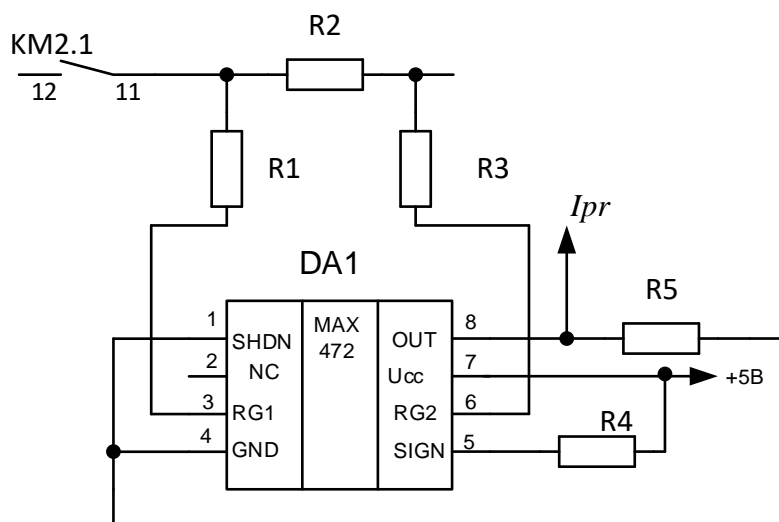 R2
KM2.1
12 11
R1
R3
Ipr
DA1
R5
1
SHDN
MAX
472
OUT
8
2
NC
Ucc
7
+5В
3
RG1
RG2
6
4
GND
SIGN
5
R4